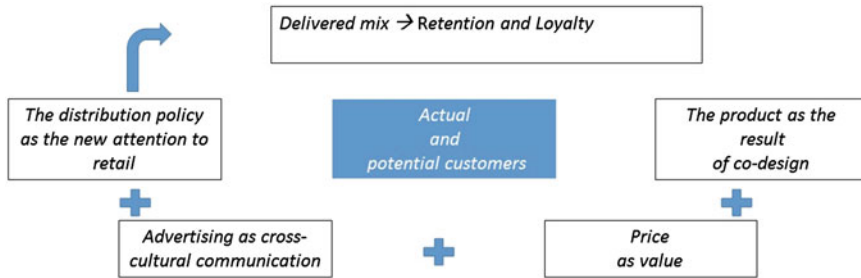 Delivered mix → Retention and Loyalty
The distribution policy
as the new attention to
retail
Actual
and
potential customers
The product as the
result
of co-design
Advertising as cross-
cultural communication
Price
as value